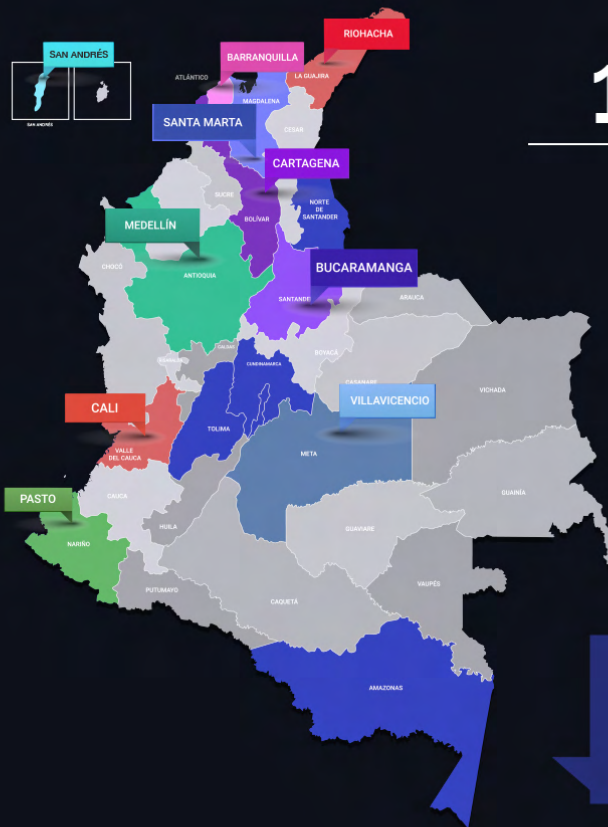 RIOHACHA
SAN ANDRÉS
BARRANQUILLA
LA GUAJIRA
ATLÁNTICO
MAGDALENA
1
SAN ANDRÉS
SANTA MARTA
CESAR
CARTAGENA
SUCRE
NORTE
DE
SANTANDER
BOLÍVAR
MEDELLÍN
CHOCÓ
ANTIOQUIA
BUCARAMANGA
SANTANDER
ARAUCA
CALDAS
BOYACÁ
CUNDINAMARCA
CASANARE
VICHADA
CALI
VILLAVICENCIO
TOLIMA
VALLE
DEL CAUCA
META
PASTO
CAUCA
GUAINÍA
HUILA
GUAVIARE
NARIÑO
PUTUMAYO
CAQUETÁ
VAUPÉS
AMAZONAS